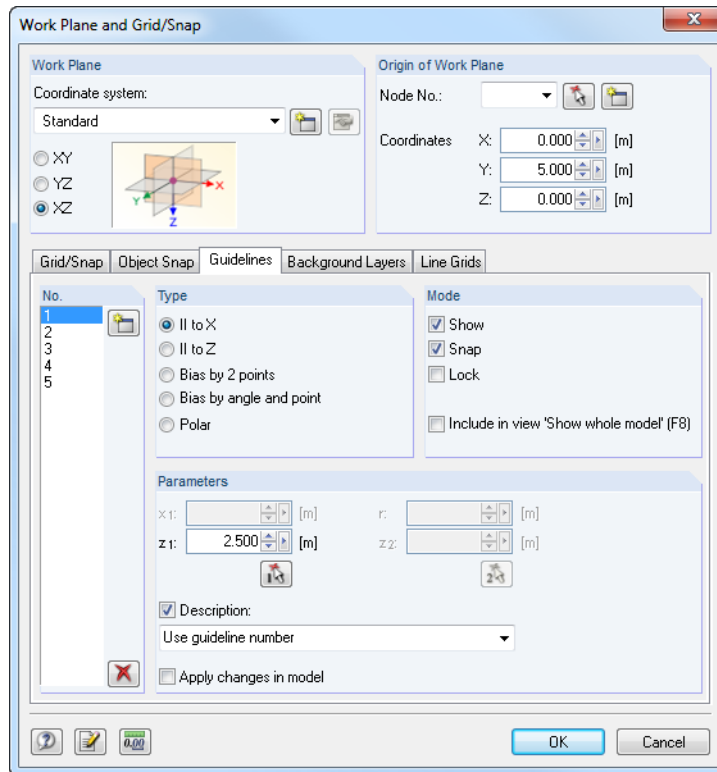 Work Plane and Grid/Snap
Work Plane
Coordinate system:
Standard
XY
YZ
XZ
X
Y
Z
Origin of Work Plane
Node No.:
Coordinates X: 0.000 [m]
Y: 5.000 [m]
Z: 0.000 [m]
Grid/Snap Object Snap Guidelines Background Layers Line Grids
No.
1
2
3
4
5
Type
II to X
II to Z
Bias by 2 points
Bias by angle and point
Polar
Mode
Show
Snap
Lock
Include in view 'Show whole model' (F8)
Parameters
x1: [m] r: [m]
z1: 2.500 [m] z2: [m]
1 2
Description:
Use guideline number
Apply changes in model
0.00 OK Cancel